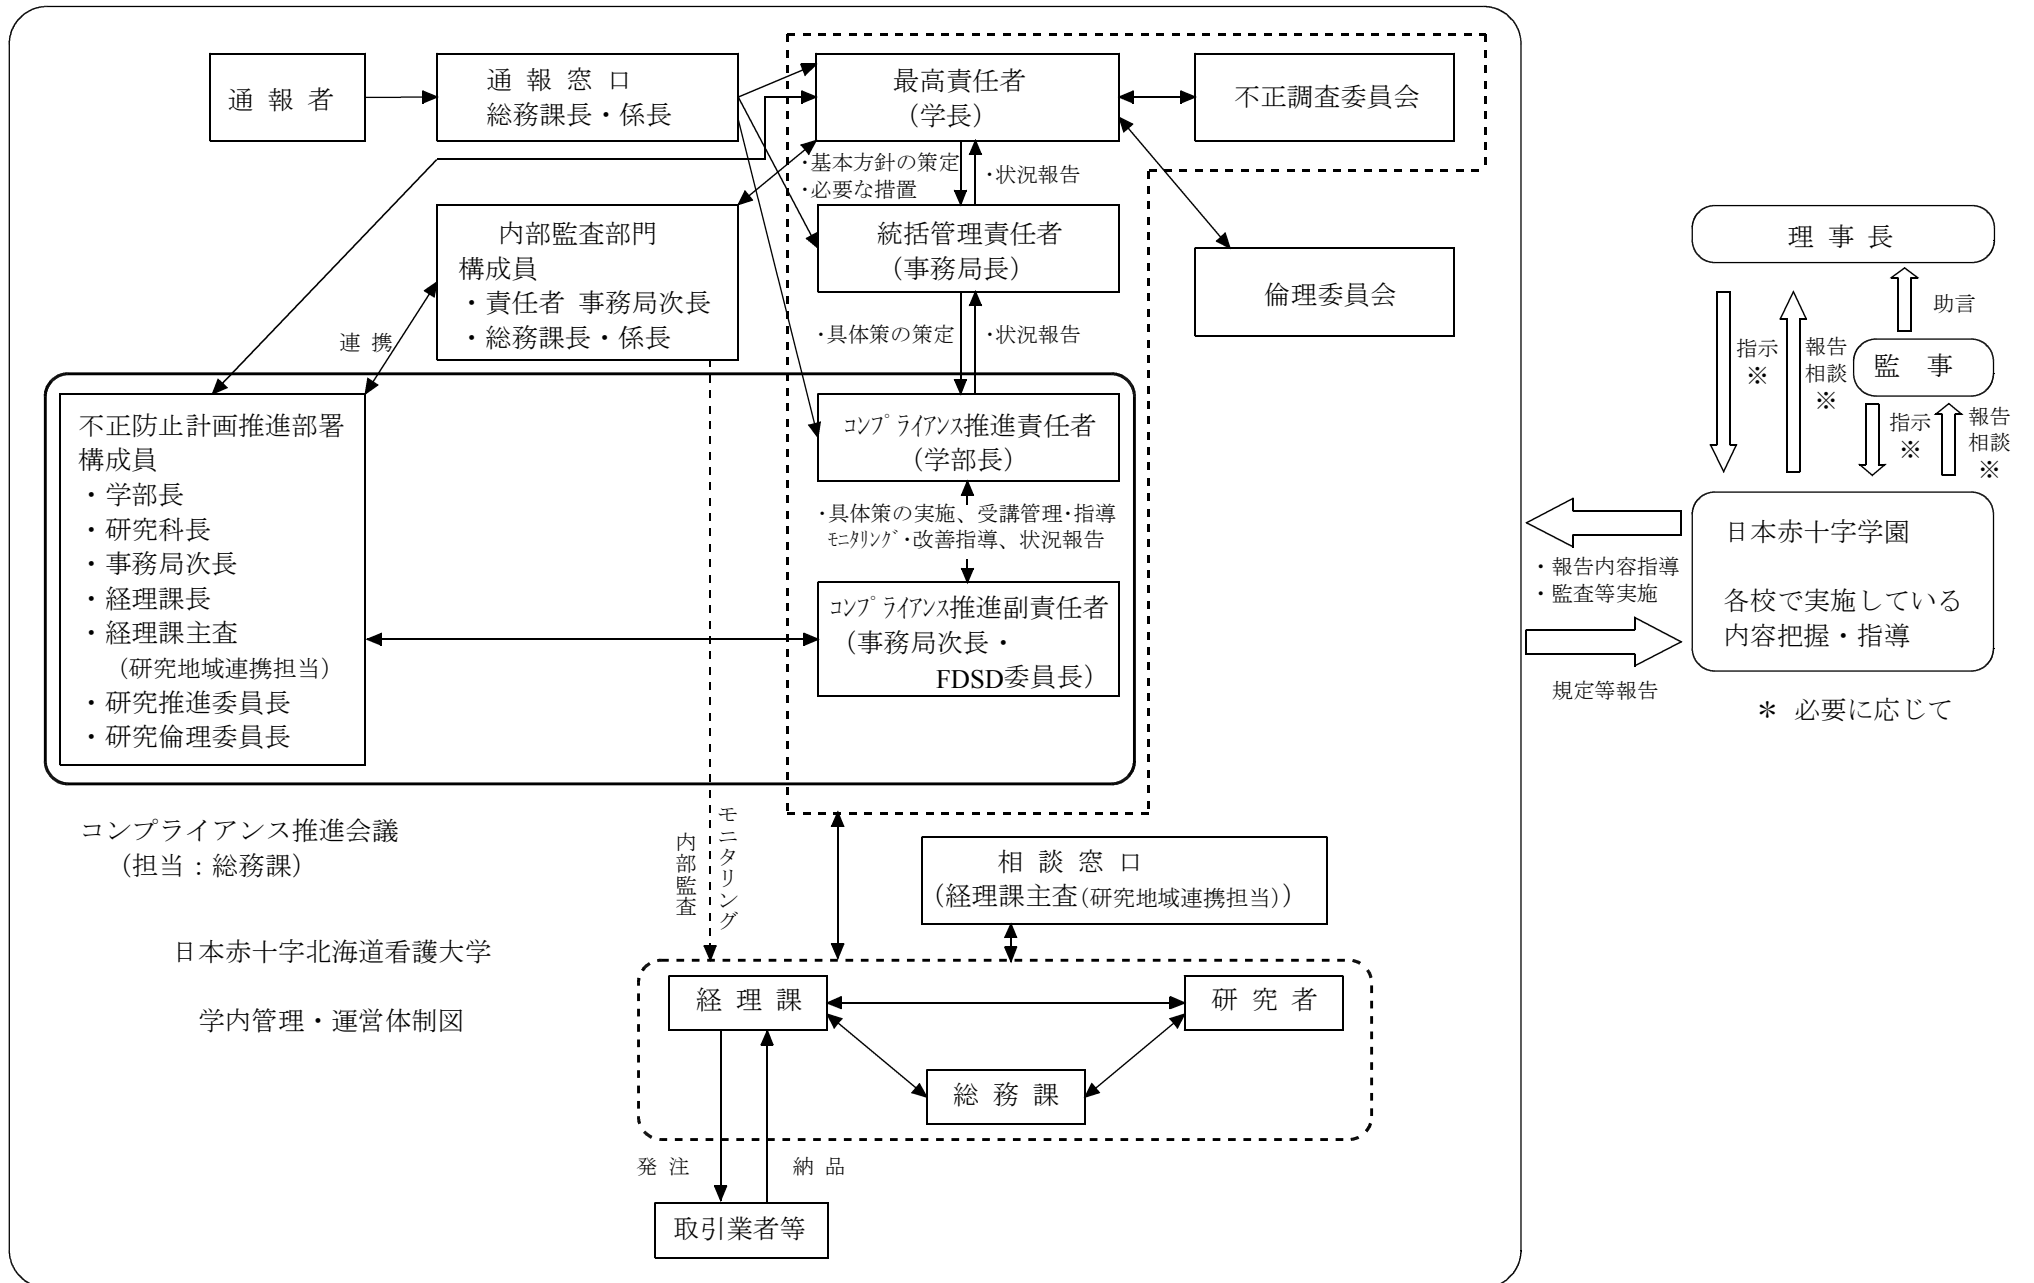 通 報 者
通 報 窓 口
総務課長・係長
最高責任者
（学長）
不正調査委員会
・基本方針の策定
・必要な措置
・状況報告
内部監査部門
構成員
・責任者 事務局次長
・総務課長・係長
統括管理責任者
（事務局長）
倫理委員会
連 携
・具体策の策定
・状況報告
不正防止計画推進部署
構成員
・学部長
・研究科長
・事務局次長
・経理課長
・経理課主査
（研究地域連携担当）
・研究推進委員長
・研究倫理委員長
ｺﾝﾌﾟﾗｲｱﾝｽ推進責任者
（学部長）
・具体策の実施、受講管理・指導
ﾓﾆﾀﾘﾝｸﾞ・改善指導、状況報告
ｺﾝﾌﾟﾗｲｱﾝｽ推進副責任者
（事務局次長・
FDSD委員長）
コンプライアンス推進会議
（担当：総務課）
モニタリング
内部監査
相 談 窓 口
（経理課主査（研究地域連携担当））
日本赤十字北海道看護大学
学内管理・運営体制図
経 理 課
研 究 者
総 務 課
発 注
納 品
取引業者等
理 事 長
助言
監 事
指示
※
報告
相談
※
指示
※
報告
相談
※
日本赤十字学園
各校で実施している
内容把握・指導
・報告内容指導
・監査等実施
規定等報告
＊ 必要に応じて